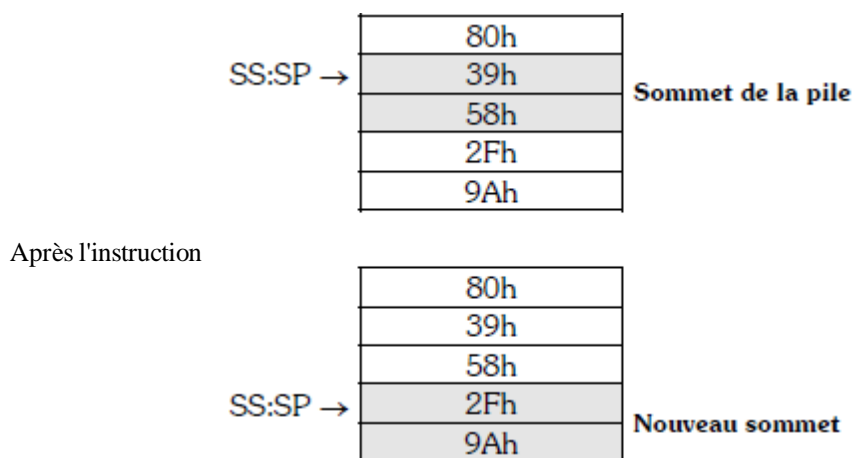 80h
SS:SP → 39h
Sommet de la pile
58h
2Fh
9Ah
Après l'instruction
80h
39h
58h
SS:SP → 2Fh
Nouveau sommet
9Ah